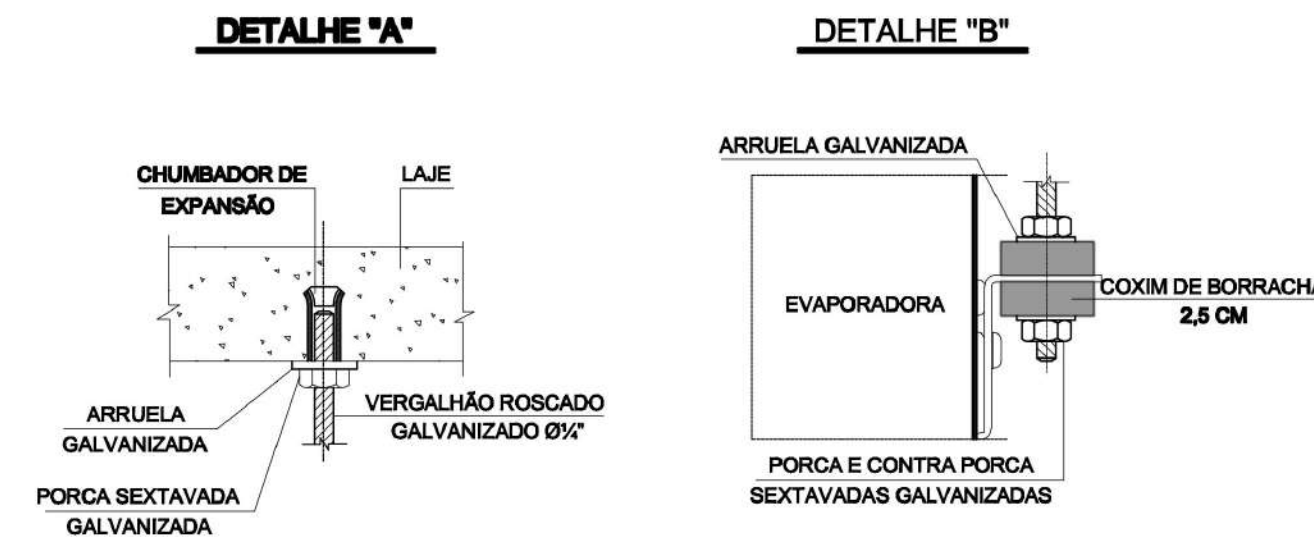 DETALHE "A"
CHUMBADOR DE
EXPANSÃO
LAJE
ARRUELA
GALVANIZADA
VERGALHÃO ROSCADO
GALVANIZADO Ø¼"
PORCA SEXTAVADA
GALVANIZADA
DETALHE "B"
ARRUELA GALVANIZADA
EVAPORADORA
COXIM DE BORRACHA
2,5 CM
PORCA E CONTRA PORCA
SEXTAVADAS GALVANIZADAS